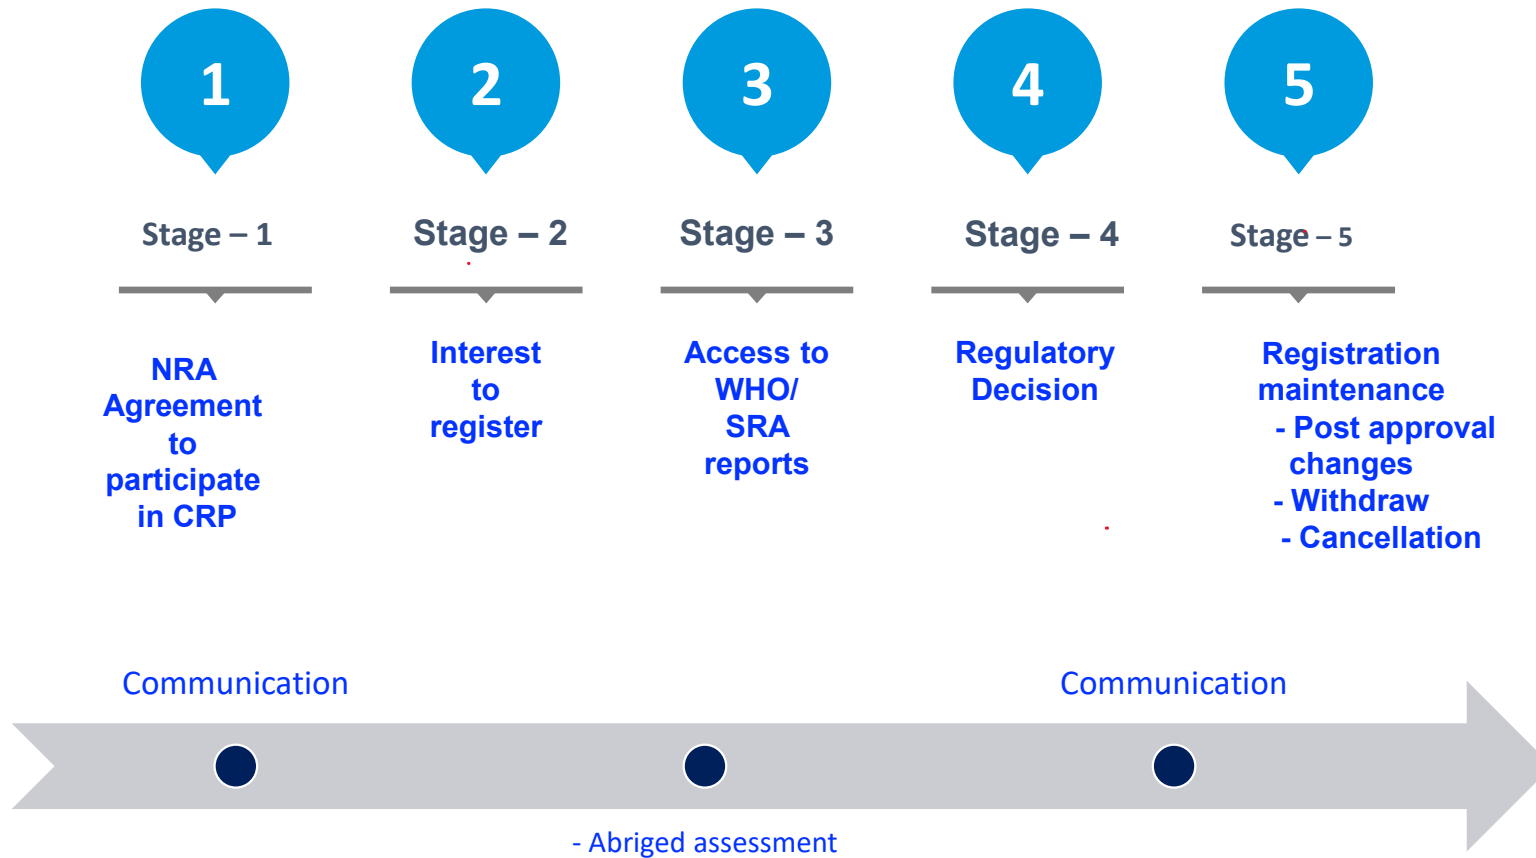 1
2
3
4
5
Stage – 1
Stage – 2
Stage – 3
Stage – 4
Stage – 5
NRA
Agreement
to
participate
in CRP
Interest
to
register
Access to
WHO/
SRA
reports
Regulatory
Decision
Registration
maintenance
- Post approval
changes
- Withdraw
- Cancellation
Communication
Communication
- Abriged assessment